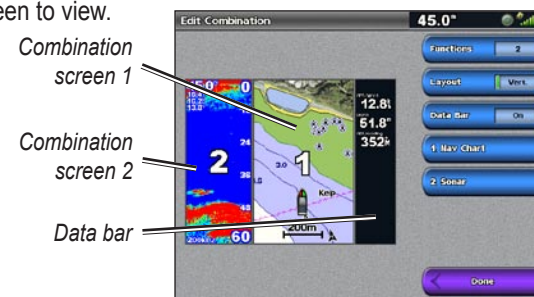 een to view.
Combination
screen 1
Combination
screen 2
Data bar
Edit Combination
45.0°
Functions 2
Layout Vert.
Data Bar On
1 Nav Chart
2 Sonar
Done
0
24
36
48
60
2
1
3.0
Kelp
200m
12.8
51.8°
352